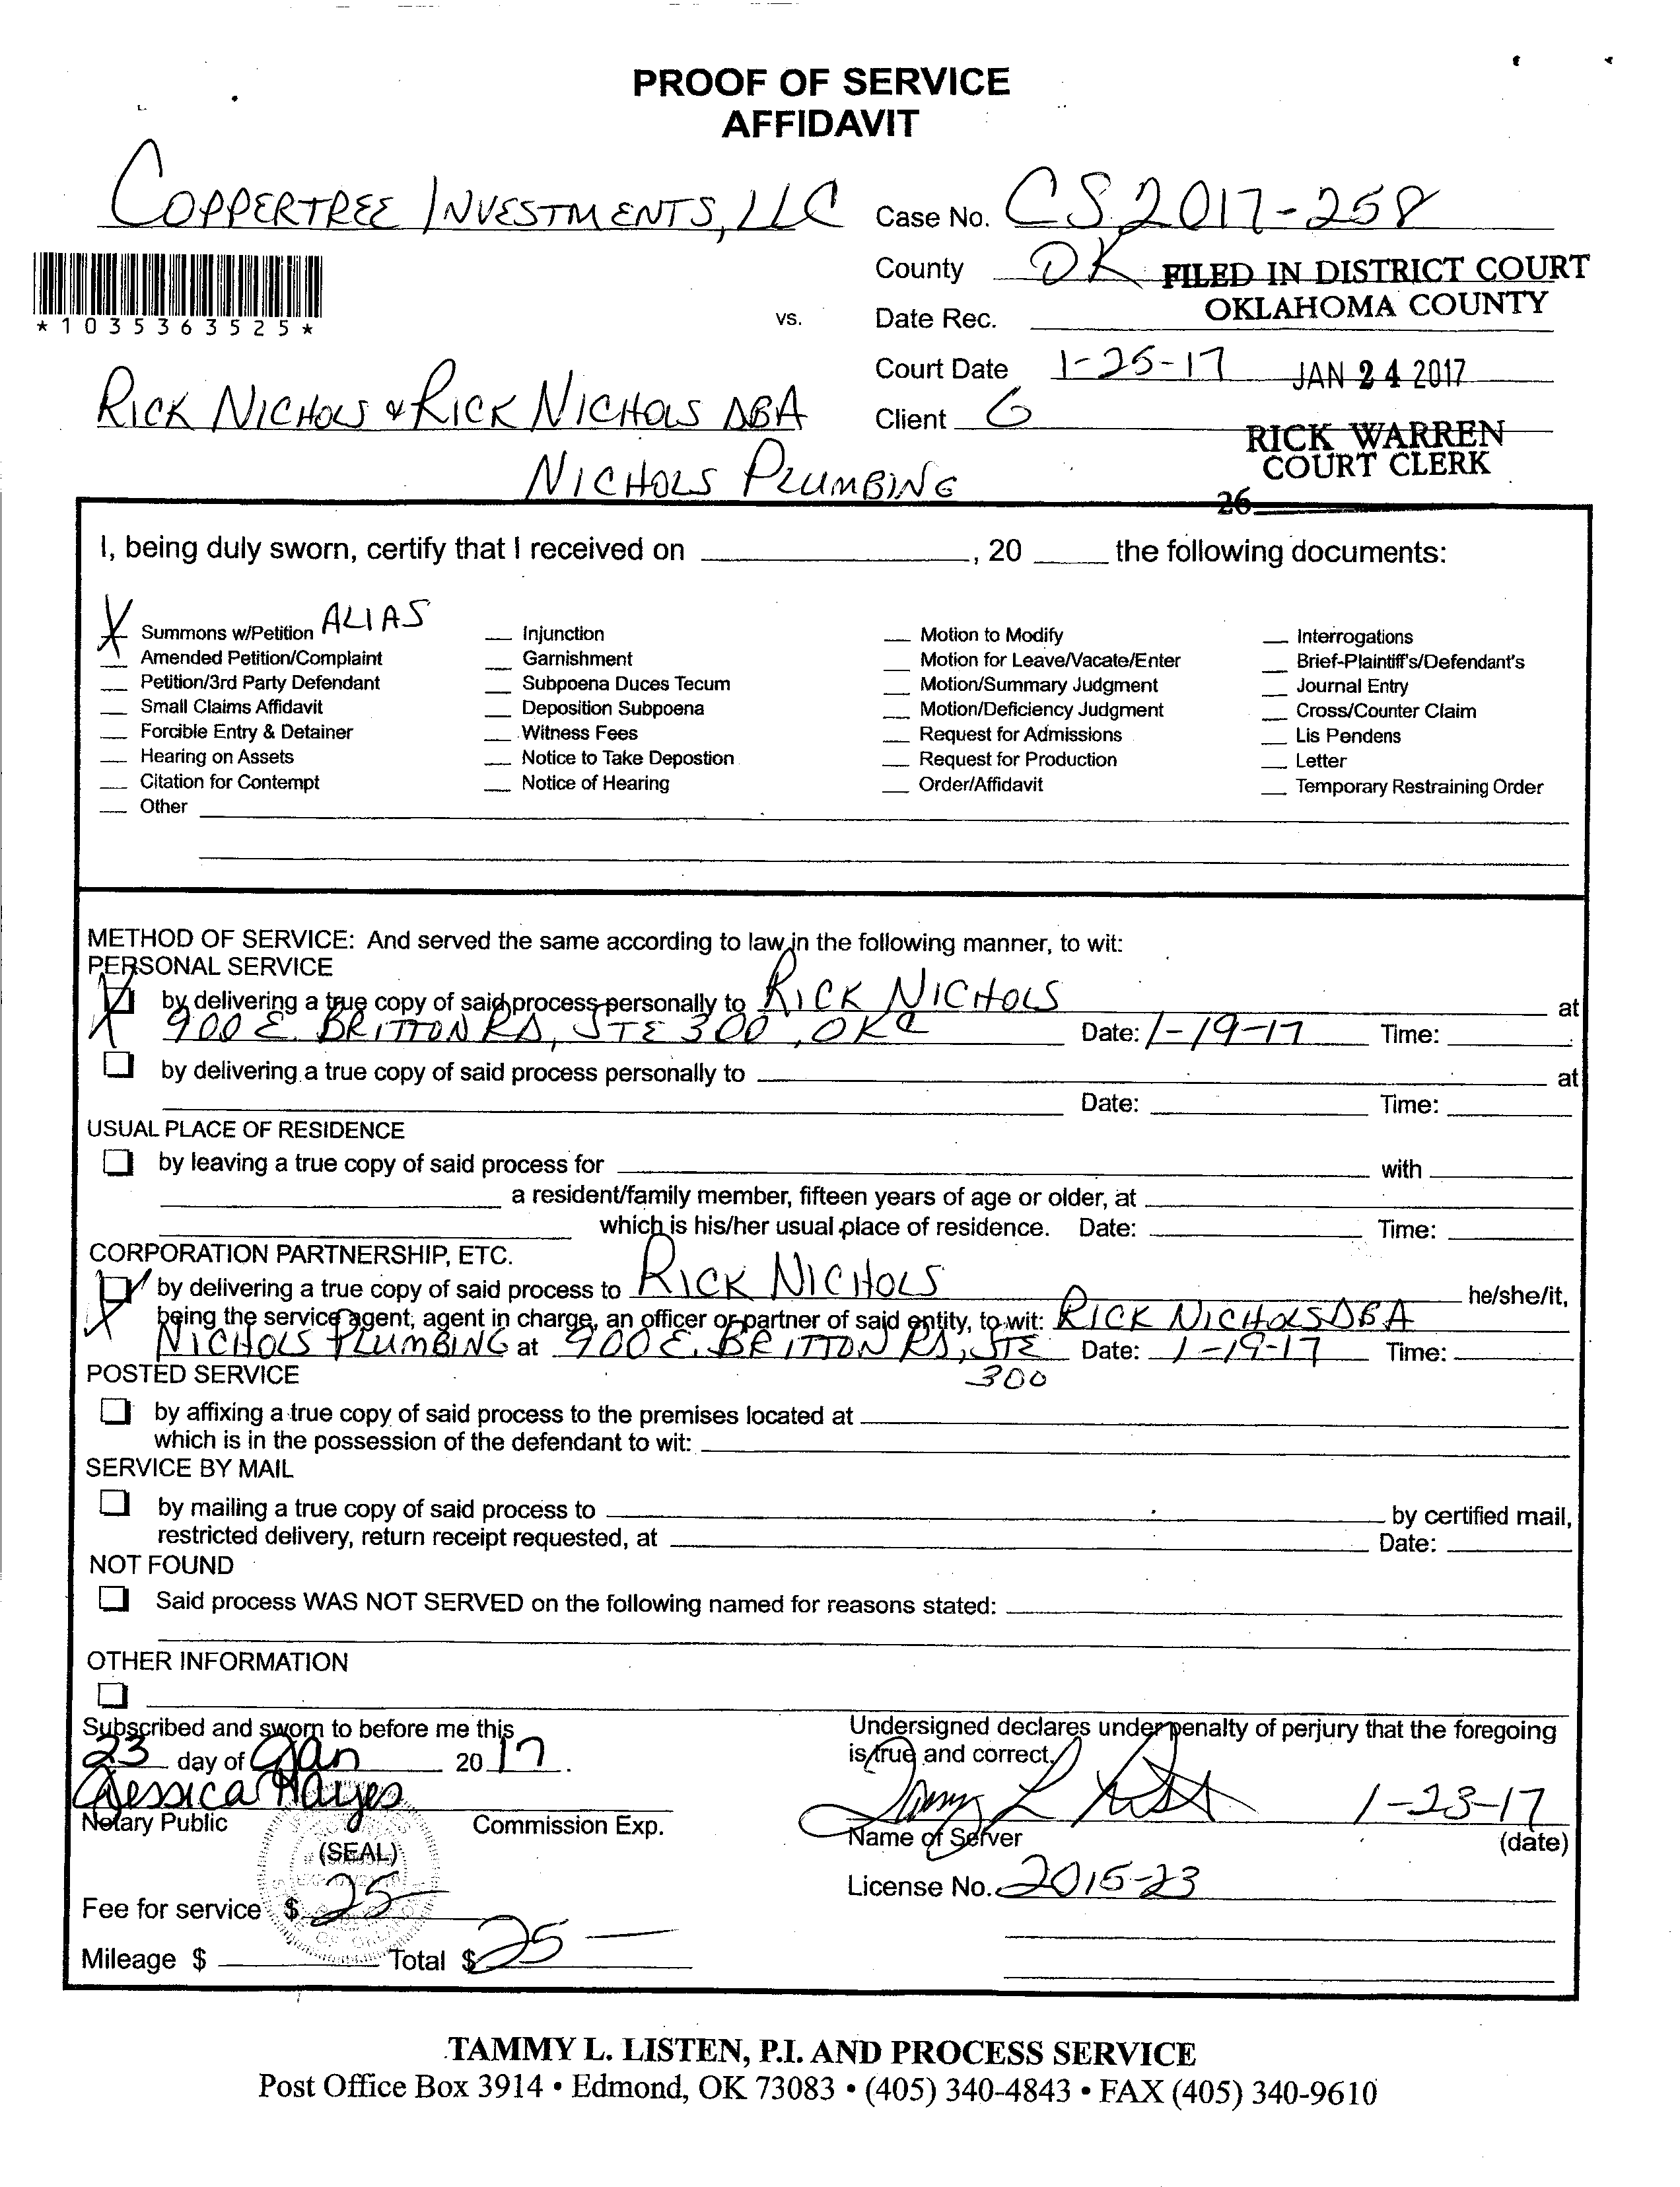 PROOF OF SERVICE
AFFIDAVIT
COPPERTREE INVESTMENTS, LLC
Case No. CS 2017-258
County OK
FILED IN DISTRICT COURT
OKLAHOMA COUNTY
*1035363525*
vs.
Date Rec.
Court Date 1-25-17
JAN 24 2017
RICK NICHOLS & RICK NICHOLS DBA
NICHOLS PLUMBING
Client G
RICK WARREN
COURT CLERK
26
I, being duly sworn, certify that I received on ____, 20 ____ the following documents:
X Summons w/Petition ALIAS
__ Amended Petition/Complaint
__ Petition/3rd Party Defendant
__ Small Claims Affidavit
__ Forcible Entry & Detainer
__ Hearing on Assets
__ Citation for Contempt
__ Other
__ Injunction
__ Garnishment
__ Subpoena Duces Tecum
__ Deposition Subpoena
__ Witness Fees
__ Notice to Take Depostion
__ Notice of Hearing
__ Motion to Modify
__ Motion for Leave/Vacate/Enter
__ Motion/Summary Judgment
__ Motion/Deficiency Judgment
__ Request for Admissions
__ Request for Production
__ Order/Affidavit
__ Interrogations
__ Brief-Plaintiff's/Defendant's
__ Journal Entry
__ Cross/Counter Claim
__ Lis Pendens
__ Letter
__ Temporary Restraining Order
METHOD OF SERVICE: And served the same according to law in the following manner, to wit:
PERSONAL SERVICE
by delivering a true copy of said process personally to RICK NICHOLS at
900 E. BRITTON RD, STE 300, OKC Date: 1-19-17 Time:
by delivering a true copy of said process personally to ____ at
Date: ____ Time:
USUAL PLACE OF RESIDENCE
by leaving a true copy of said process for ____ with
a resident/family member, fifteen years of age or older, at
which is his/her usual place of residence. Date: ____ Time:
CORPORATION PARTNERSHIP, ETC.
by delivering a true copy of said process to RICK NICHOLS he/she/it,
being the service agent, agent in charge, an officer or partner of said entity, to wit: RICK NICHOLS DBA
NICHOLS PLUMBING at 900 E. BRITTON RD, STE Date: 1-19-17 Time:
300
POSTED SERVICE
by affixing a true copy of said process to the premises located at
which is in the possession of the defendant to wit:
SERVICE BY MAIL
by mailing a true copy of said process to ____ by certified mail,
restricted delivery, return receipt requested, at ____ Date:
NOT FOUND
Said process WAS NOT SERVED on the following named for reasons stated:
OTHER INFORMATION
Subscribed and sworn to before me this
23 day of Jan 2017.
Jessica Hayes
Notary Public Commission Exp.
(SEAL)
Fee for service $ 25—
Mileage $ ____ Total $ 25—
Undersigned declares under penalty of perjury that the foregoing
is true and correct.
Tammy L 1-23-17
Name of Server (date)
License No. 2015-23
TAMMY L. LISTEN, P.I. AND PROCESS SERVICE
Post Office Box 3914 • Edmond, OK 73083 • (405) 340-4843 • FAX (405) 340-9610